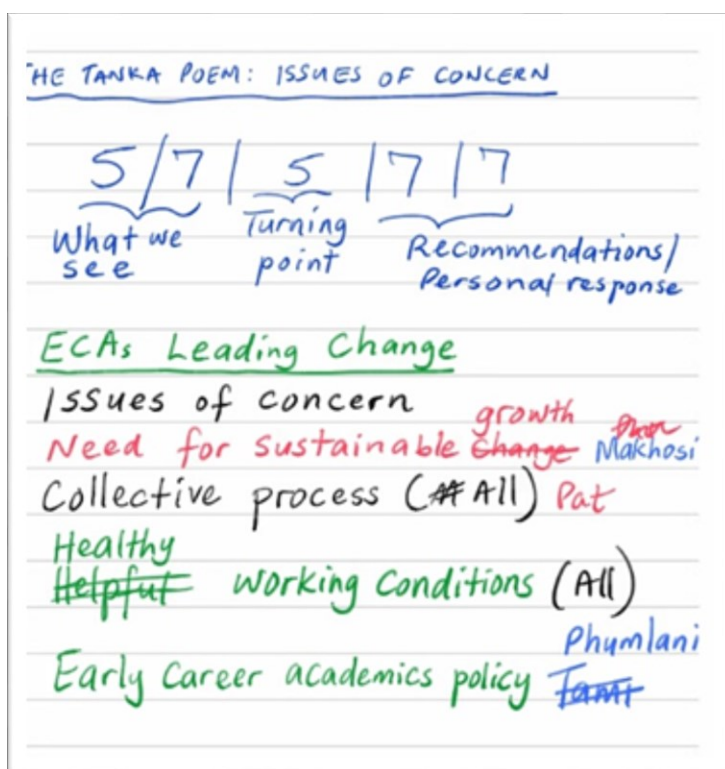 HE TANKA POEM: ISSUES OF CONCERN
5/7/5/7/7
What we see
Turning point
Recommendations/
Personal response
ECAs Leading Change
Issues of concern
growth
Need for sustainable Change Makhosi
Collective process (All) Pat
Healthy
Helpful Working Conditions (All)
Phumlani
Early Career academics policy Tami